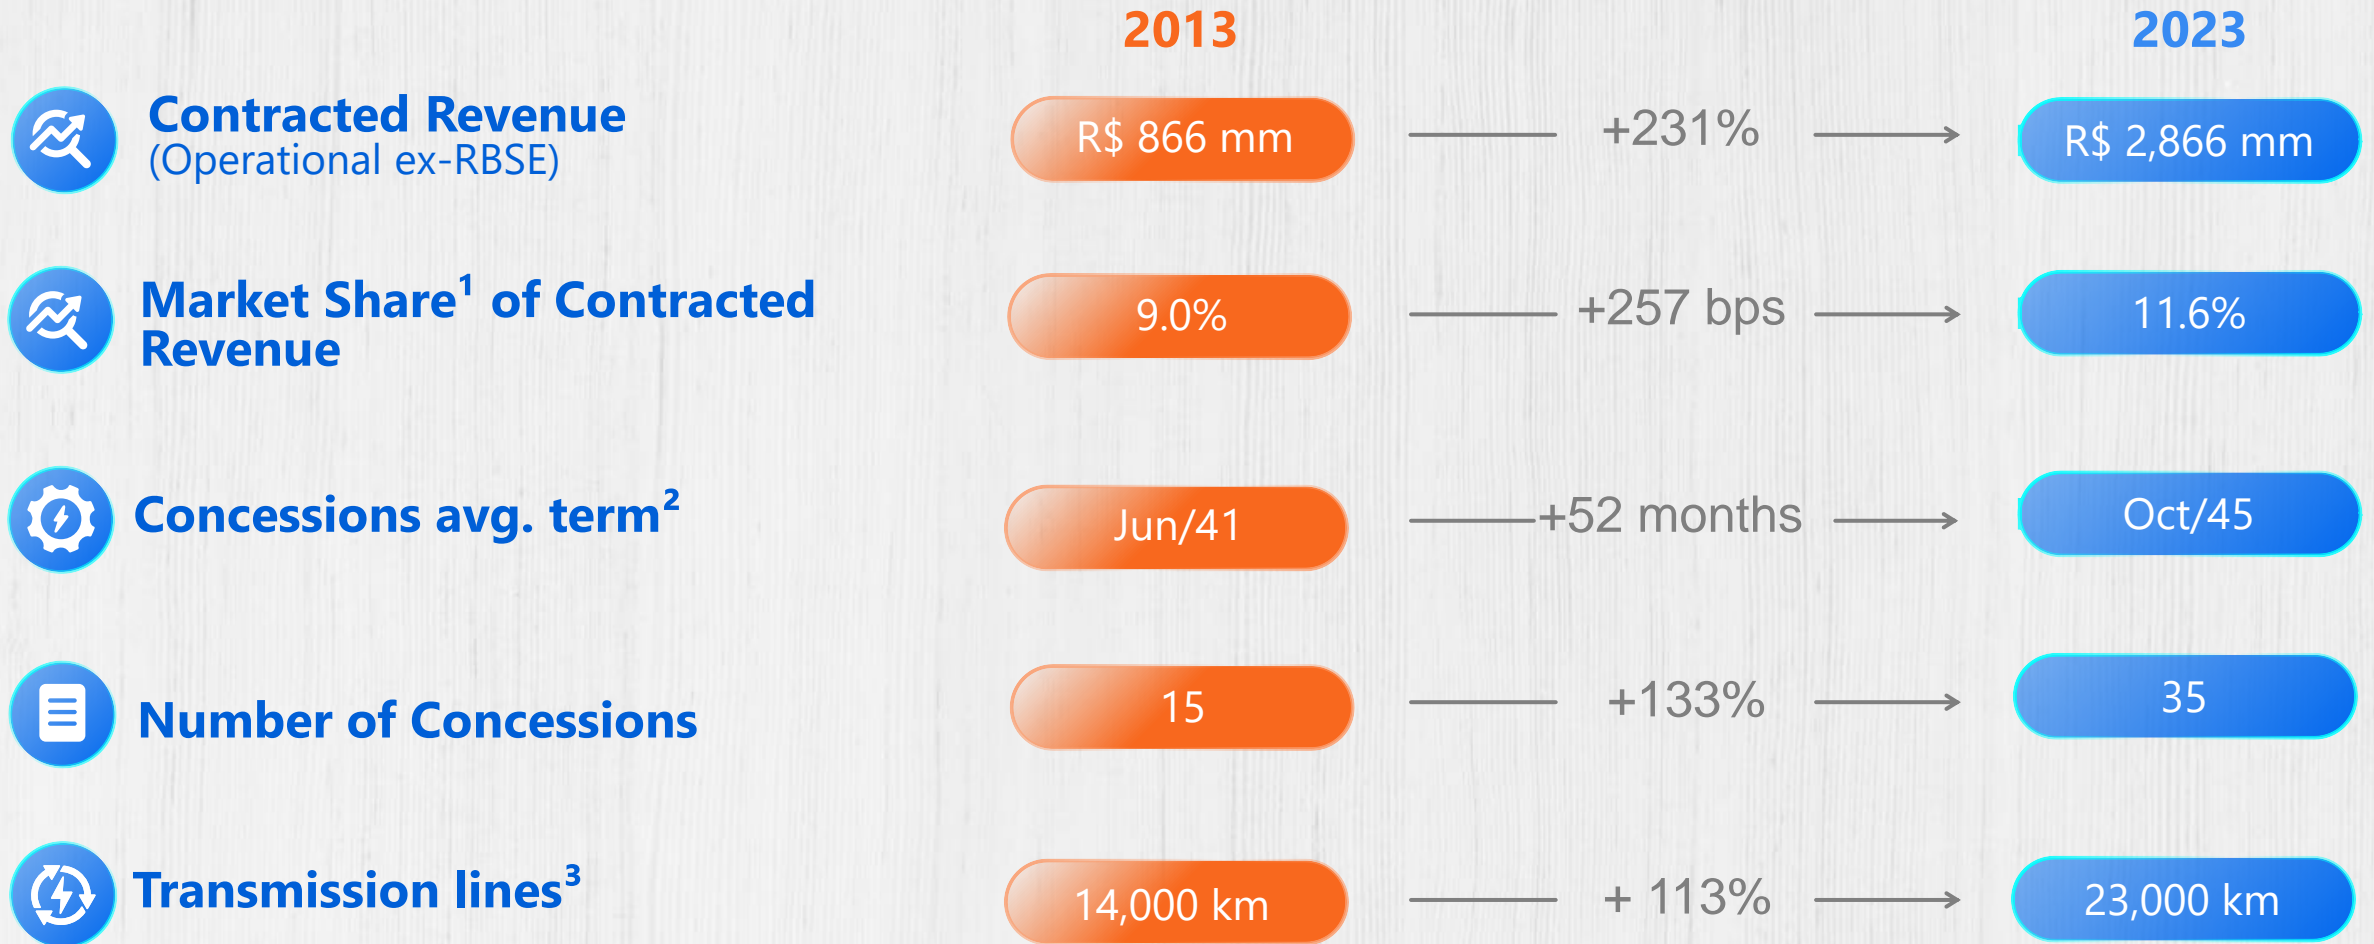 2013
2023
Contracted Revenue
(Operational ex-RBSE)
R$ 866 mm
+231%
R$ 2,866 mm
Market Share¹ of Contracted
Revenue
9.0%
+257 bps
11.6%
Concessions avg. term²
Jun/41
+52 months
Oct/45
Number of Concessions
15
+133%
35
Transmission lines³
14,000 km
+ 113%
23,000 km